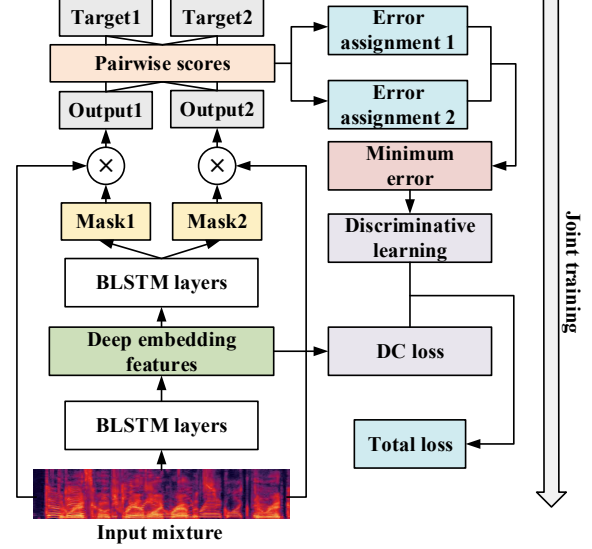 Target1
Target2
Pairwise scores
Error
assignment 1
Error
assignment 2
Output1
Output2
×
×
Minimum
error
Mask1
Mask2
Discriminative
learning
BLSTM layers
Deep embedding
features
DC loss
BLSTM layers
Total loss
Input mixture
Joint training